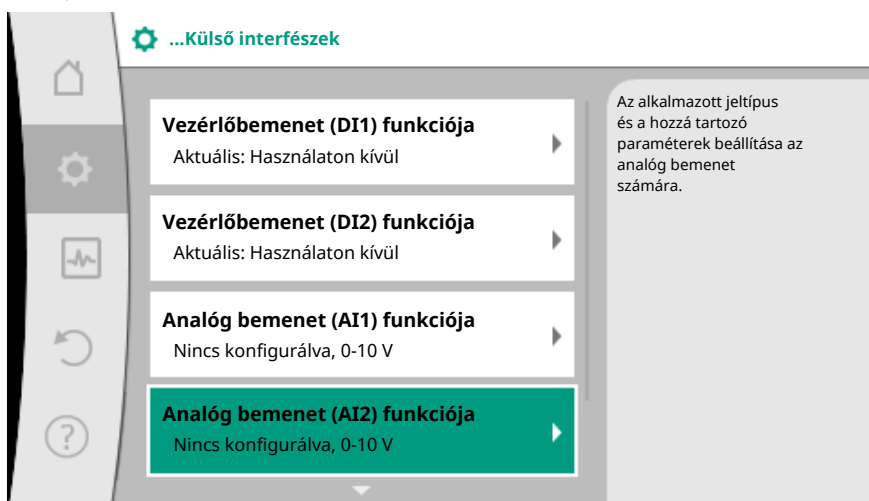 ...Külső interfészek
Vezérlőbemenet (DI1) funkciója
Aktuális: Használaton kívül
Vezérlőbemenet (DI2) funkciója
Aktuális: Használaton kívül
Analóg bemenet (AI1) funkciója
Nincs konfigurálva, 0-10 V
Analóg bemenet (AI2) funkciója
Nincs konfigurálva, 0-10 V
Az alkalmazott jeltípus
és a hozzá tartozó
paraméterek beállítása az
analóg bemenet
számára.